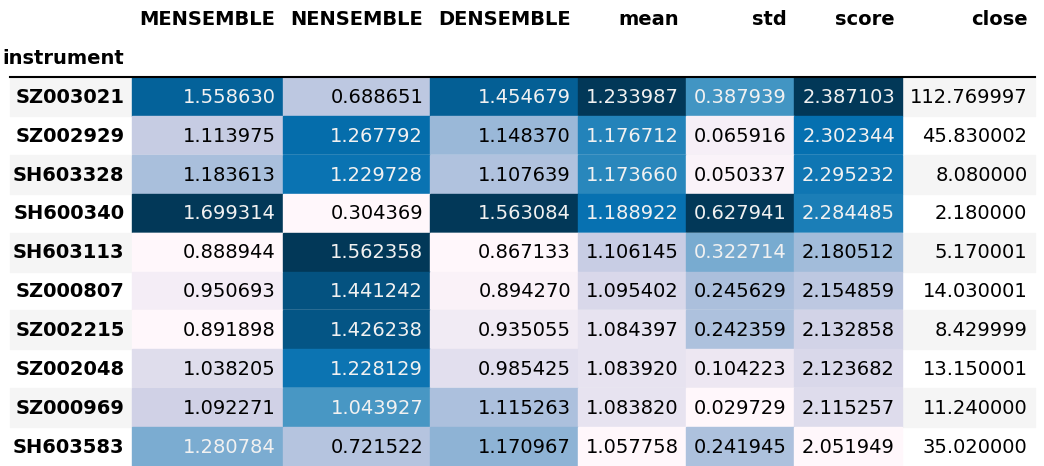 MENSEMBLE NENSEMBLE DENSEMBLE mean std score close
instrument
SZ003021 1.558630 0.688651 1.454679 1.233987 0.387939 2.387103 112.769997
SZ002929 1.113975 1.267792 1.148370 1.176712 0.065916 2.302344 45.830002
SH603328 1.183613 1.229728 1.107639 1.173660 0.050337 2.295232 8.080000
SH600340 1.699314 0.304369 1.563084 1.188922 0.627941 2.284485 2.180000
SH603113 0.888944 1.562358 0.867133 1.106145 0.322714 2.180512 5.170001
SZ000807 0.950693 1.441242 0.894270 1.095402 0.245629 2.154859 14.030001
SZ002215 0.891898 1.426238 0.935055 1.084397 0.242359 2.132858 8.429999
SZ002048 1.038205 1.228129 0.985425 1.083920 0.104223 2.123682 13.150001
SZ000969 1.092271 1.043927 1.115263 1.083820 0.029729 2.115257 11.240000
SH603583 1.280784 0.721522 1.170967 1.057758 0.241945 2.051949 35.020000